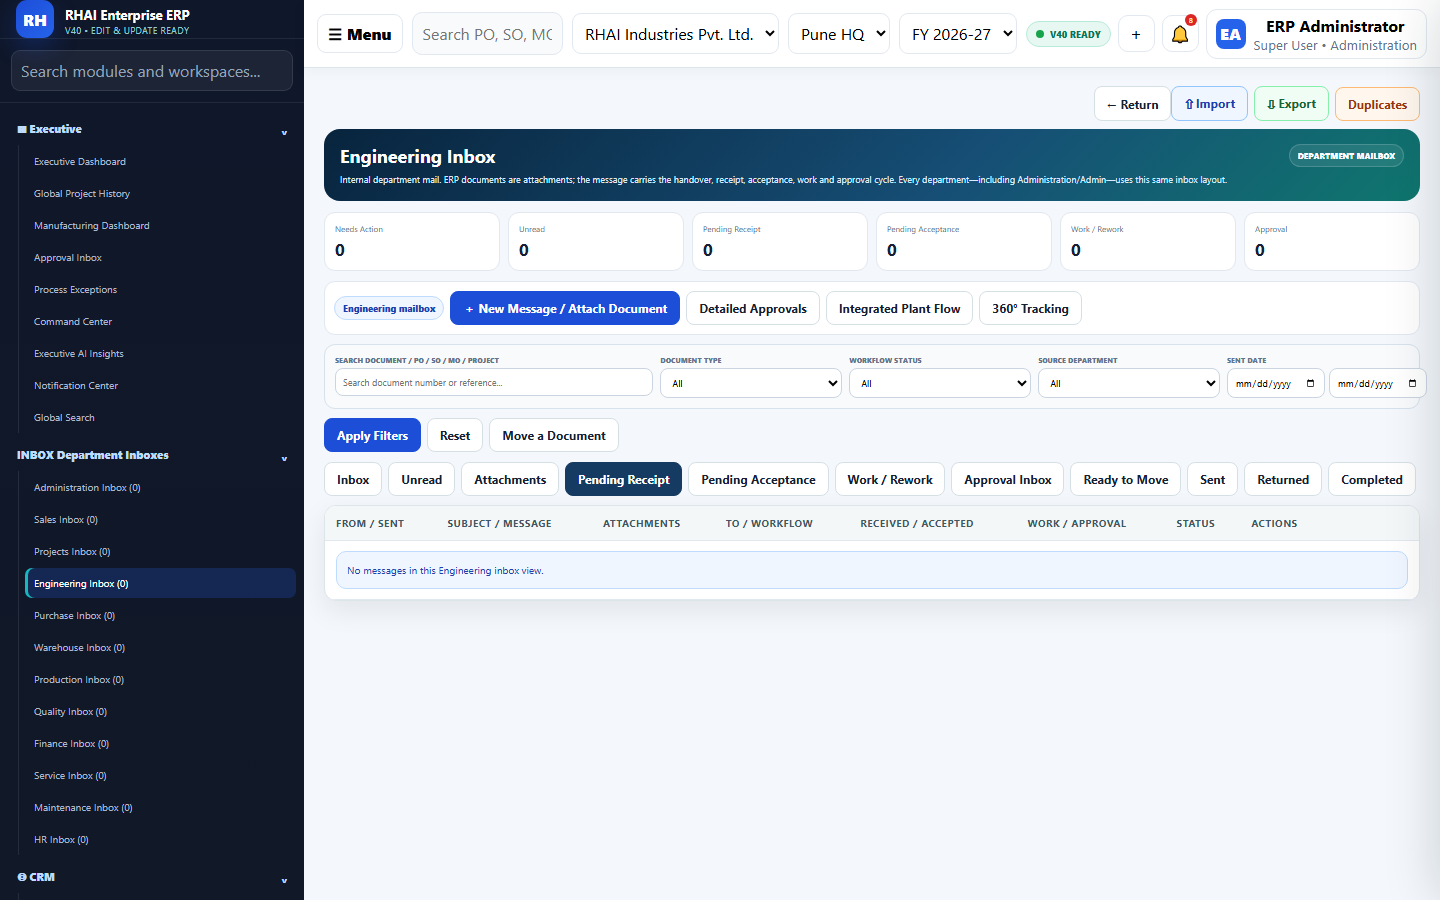 RH
RHAI Enterprise ERP
V40 • EDIT & UPDATE READY
Search modules and workspaces...
Executive
Executive Dashboard
Global Project History
Manufacturing Dashboard
Approval Inbox
Process Exceptions
Command Center
Executive AI Insights
Notification Center
Global Search
INBOX Department Inboxes
Administration Inbox (0)
Sales Inbox (0)
Projects Inbox (0)
Engineering Inbox (0)
Purchase Inbox (0)
Warehouse Inbox (0)
Production Inbox (0)
Quality Inbox (0)
Finance Inbox (0)
Service Inbox (0)
Maintenance Inbox (0)
HR Inbox (0)
CRM
☰ Menu
Search PO, SO, MO
RHAI Industries Pvt. Ltd.
Pune HQ
FY 2026-27
V40 READY
+
8
EA
ERP Administrator
Super User • Administration
← Return
⇧ Import
⇩ Export
Duplicates
Engineering Inbox
DEPARTMENT MAILBOX
Internal department mail. ERP documents are attachments; the message carries the handover, receipt, acceptance, work and approval cycle. Every department—including Administration/Admin—uses this same inbox layout.
Needs Action
0
Unread
0
Pending Receipt
0
Pending Acceptance
0
Work / Rework
0
Approval
0
Engineering mailbox
+ New Message / Attach Document
Detailed Approvals
Integrated Plant Flow
360° Tracking
SEARCH DOCUMENT / PO / SO / MO / PROJECT
Search document number or reference...
DOCUMENT TYPE
All
WORKFLOW STATUS
All
SOURCE DEPARTMENT
All
SENT DATE
mm/dd/yyyy
mm/dd/yyyy
Apply Filters
Reset
Move a Document
Inbox
Unread
Attachments
Pending Receipt
Pending Acceptance
Work / Rework
Approval Inbox
Ready to Move
Sent
Returned
Completed
FROM / SENT
SUBJECT / MESSAGE
ATTACHMENTS
TO / WORKFLOW
RECEIVED / ACCEPTED
WORK / APPROVAL
STATUS
ACTIONS
No messages in this Engineering inbox view.